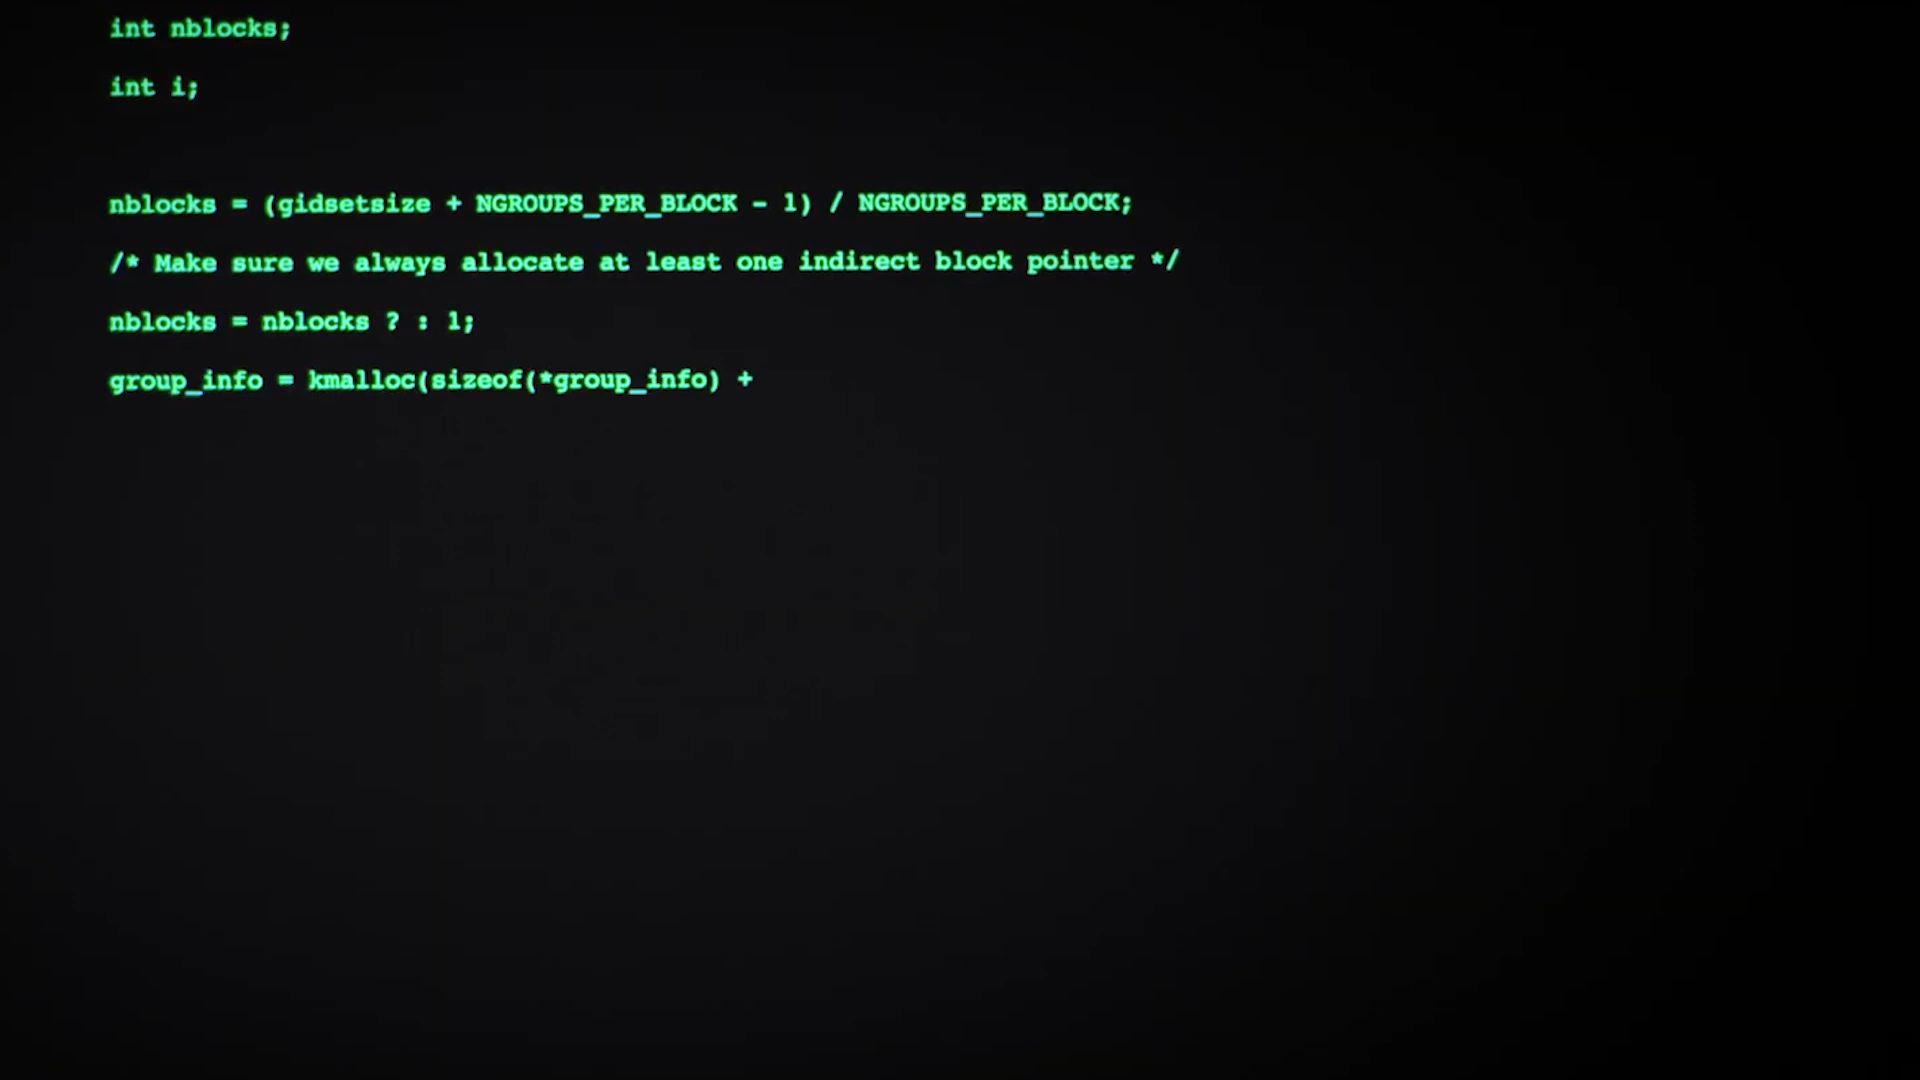 int nblocks;
int i;
nblocks = (gidsetsize + NGROUPS_PER_BLOCK - 1) / NGROUPS_PER_BLOCK;
/* Make sure we always allocate at least one indirect block pointer */
nblocks = nblocks ? : 1;
group_info = kmalloc(sizeof(*group_info) +